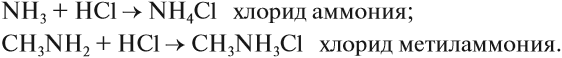 NH₃ + HCl → NH₄Cl хлорид аммония;
CH₃NH₂ + HCl → CH₃NH₃Cl хлорид метиламмония.